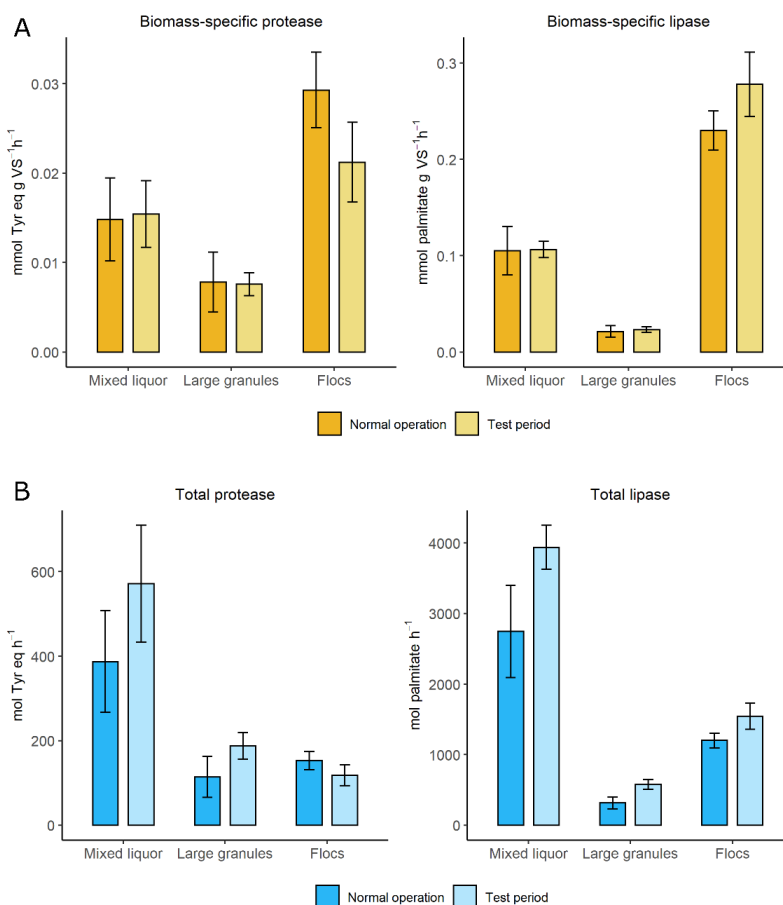 A
Biomass-specific protease
mmol Tyr eq g VS⁻¹h⁻¹
0.03
0.02
0.01
0.00
Mixed liquor Large granules Flocs
Biomass-specific lipase
mmol palmitate g VS⁻¹h⁻¹
0.3
0.2
0.1
0.0
Mixed liquor Large granules Flocs
Normal operation Test period
B
Total protease
mol Tyr eq h⁻¹
600
400
200
0
Mixed liquor Large granules Flocs
Total lipase
mol palmitate h⁻¹
4000
3000
2000
1000
0
Mixed liquor Large granules Flocs
Normal operation Test period